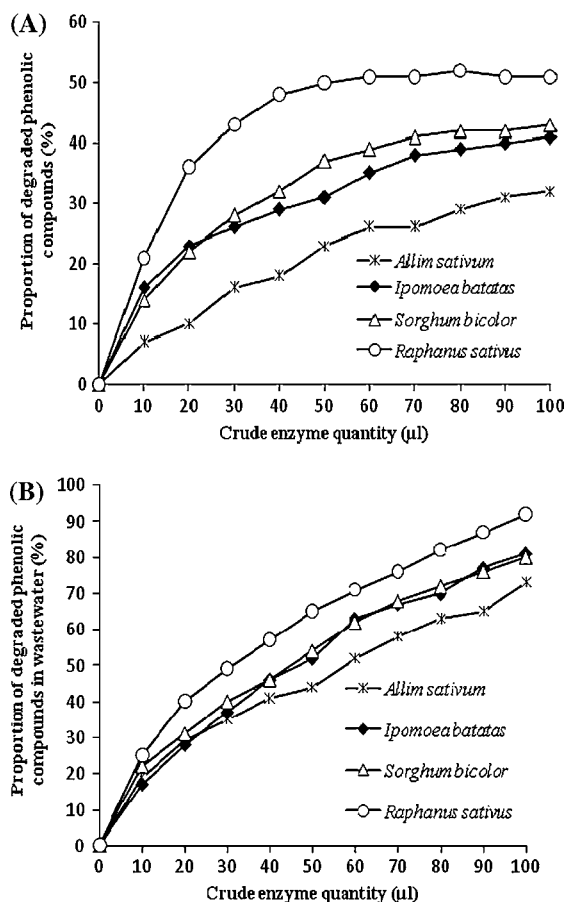 (A)
Proportion of degraded phenolic
compounds (%)
60
50
40
30
20
10
0
Allim sativum
Ipomoea batatas
Sorghum bicolor
Raphanus sativus
0 10 20 30 40 50 60 70 80 90 100
Crude enzyme quantity (µl)
(B)
Proportion of degraded phenolic
compounds in wastewater (%)
100
90
80
70
60
50
40
30
20
10
0
Allim sativum
Ipomoea batatas
Sorghum bicolor
Raphanus sativus
0 10 20 30 40 50 60 70 80 90 100
Crude enzyme quantity (µl)